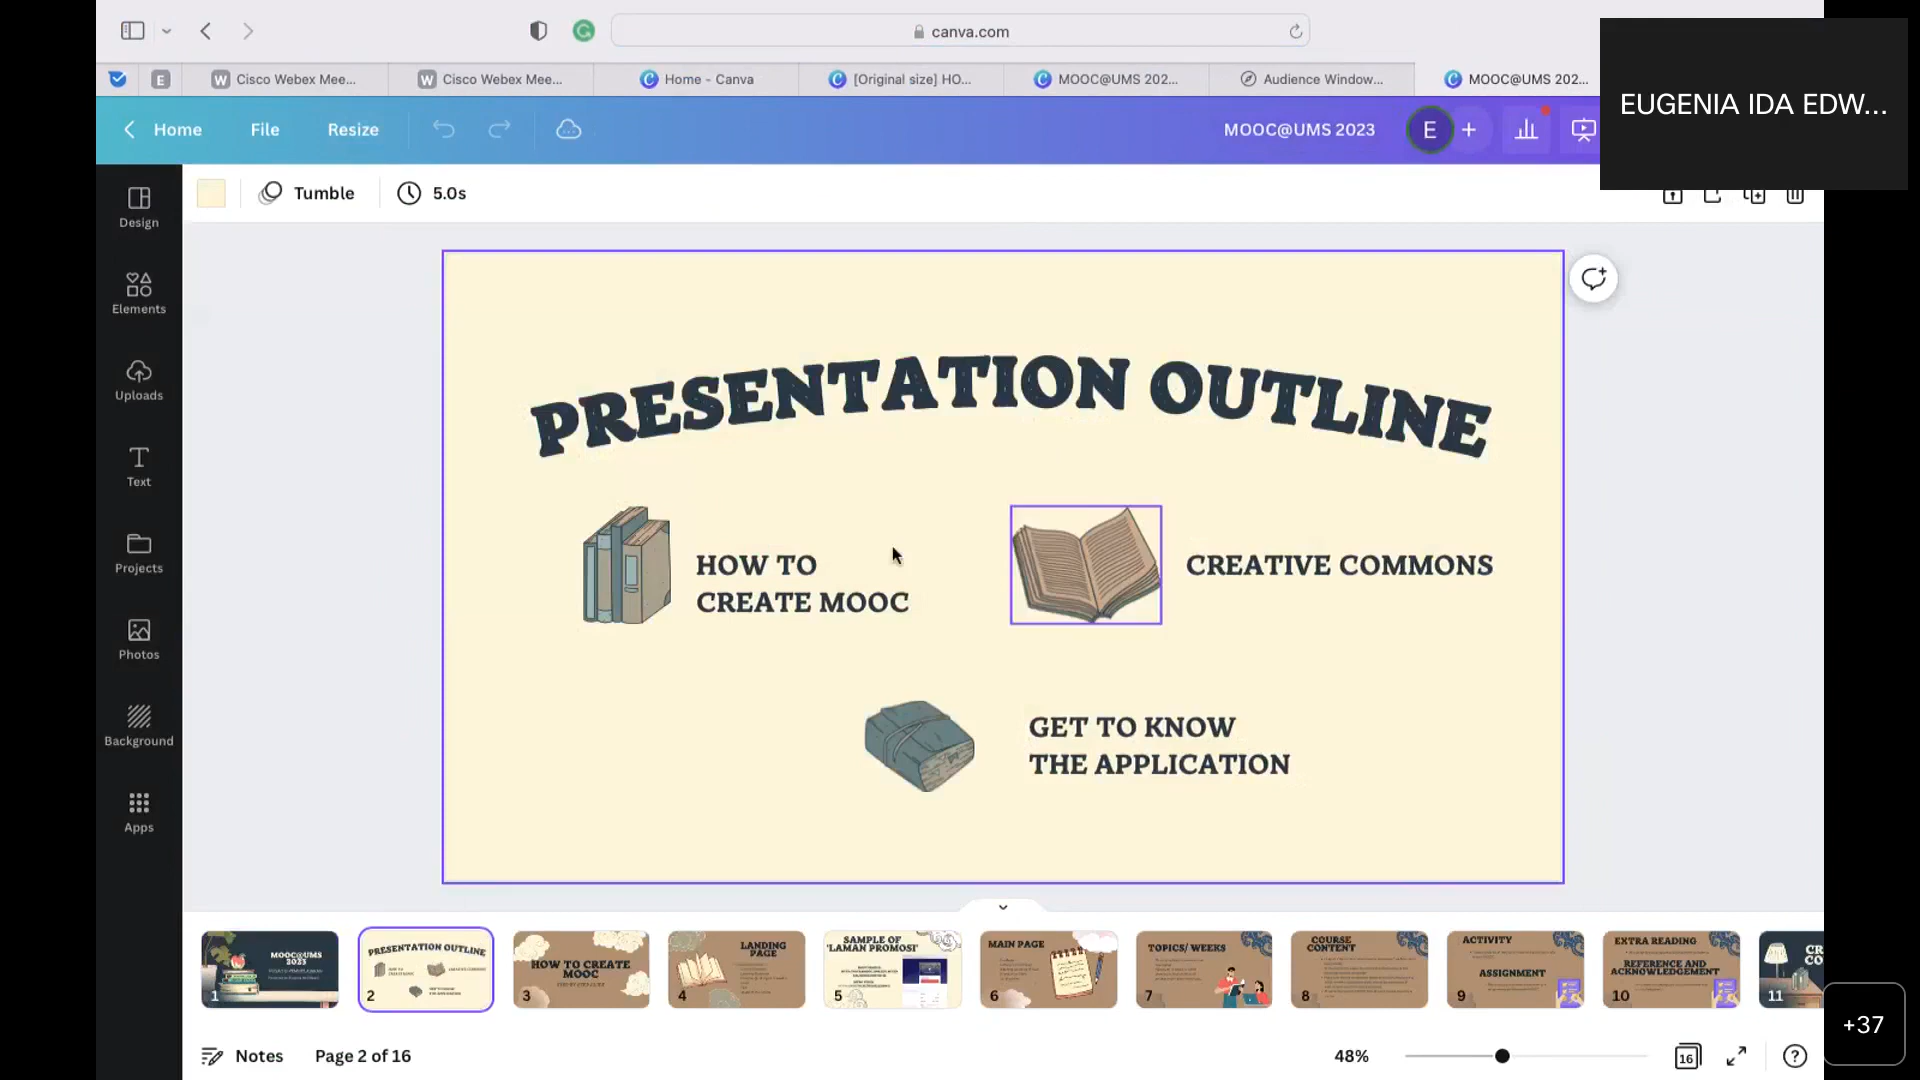 canva.com
E
W Cisco Webex Mee...
W Cisco Webex Mee...
Home - Canva
[Original size] HO...
MOOC@UMS 202...
Audience Window...
MOOC@UMS 202...
EUGENIA IDA EDW...
Home
File
Resize
MOOC@UMS 2023
E
Tumble
5.0s
Design
Elements
Uploads
Text
Projects
Photos
Background
Apps
PRESENTATION OUTLINE
HOW TO
CREATE MOOC
CREATIVE COMMONS
GET TO KNOW
THE APPLICATION
MOOC@UMS
2023
1
PRESENTATION OUTLINE
2
HOW TO CREATE
MOOC
3
LANDING
PAGE
4
SAMPLE OF
'LAMAN PROMOSI'
5
MAIN PAGE
6
TOPICS/ WEEKS
7
COURSE
CONTENT
8
ACTIVITY
ASSIGNMENT
9
EXTRA READING
REFERENCE AND
ACKNOWLEDGEMENT
10
CR
CO
11
Notes
Page 2 of 16
48%
16
+37